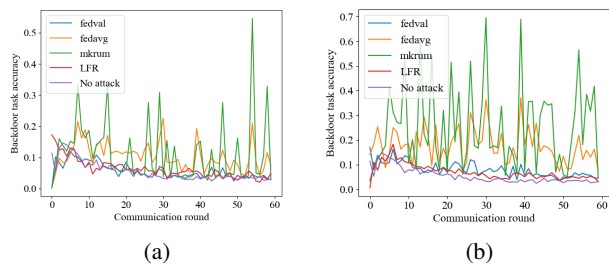 fedval
fedavg
mkrum
LFR
No attack
Backdoor task accuracy
0.5
0.4
0.3
0.2
0.1
0.0
0 10 20 30 40 50 60
Communication round
(a)
fedval
fedavg
mkrum
LFR
No attack
Backdoor task accuracy
0.7
0.6
0.5
0.4
0.3
0.2
0.1
0.0
0 10 20 30 40 50 60
Communication round
(b)